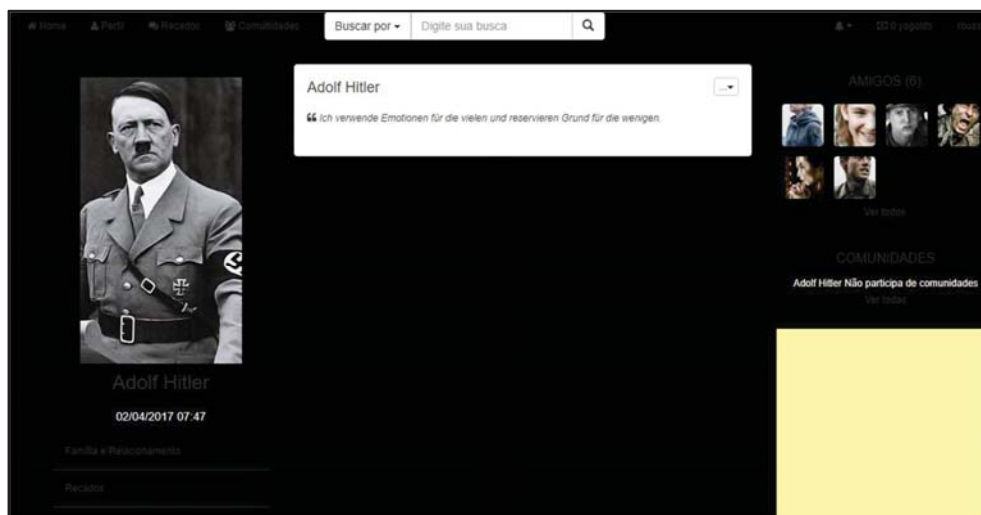 Home Perfil Recados Comunidades Buscar por Digite sua busca 0 yogabits
Adolf Hitler
Ich verwende Emotionen für die vielen und reservieren Grund für die wenigen.
AMIGOS (6)
Ver todos
COMUNIDADES
Adolf Hitler Não participa de comunidades
Ver todas
Adolf Hitler
02/04/2017 07:47
Família e Relacionamento
Recados